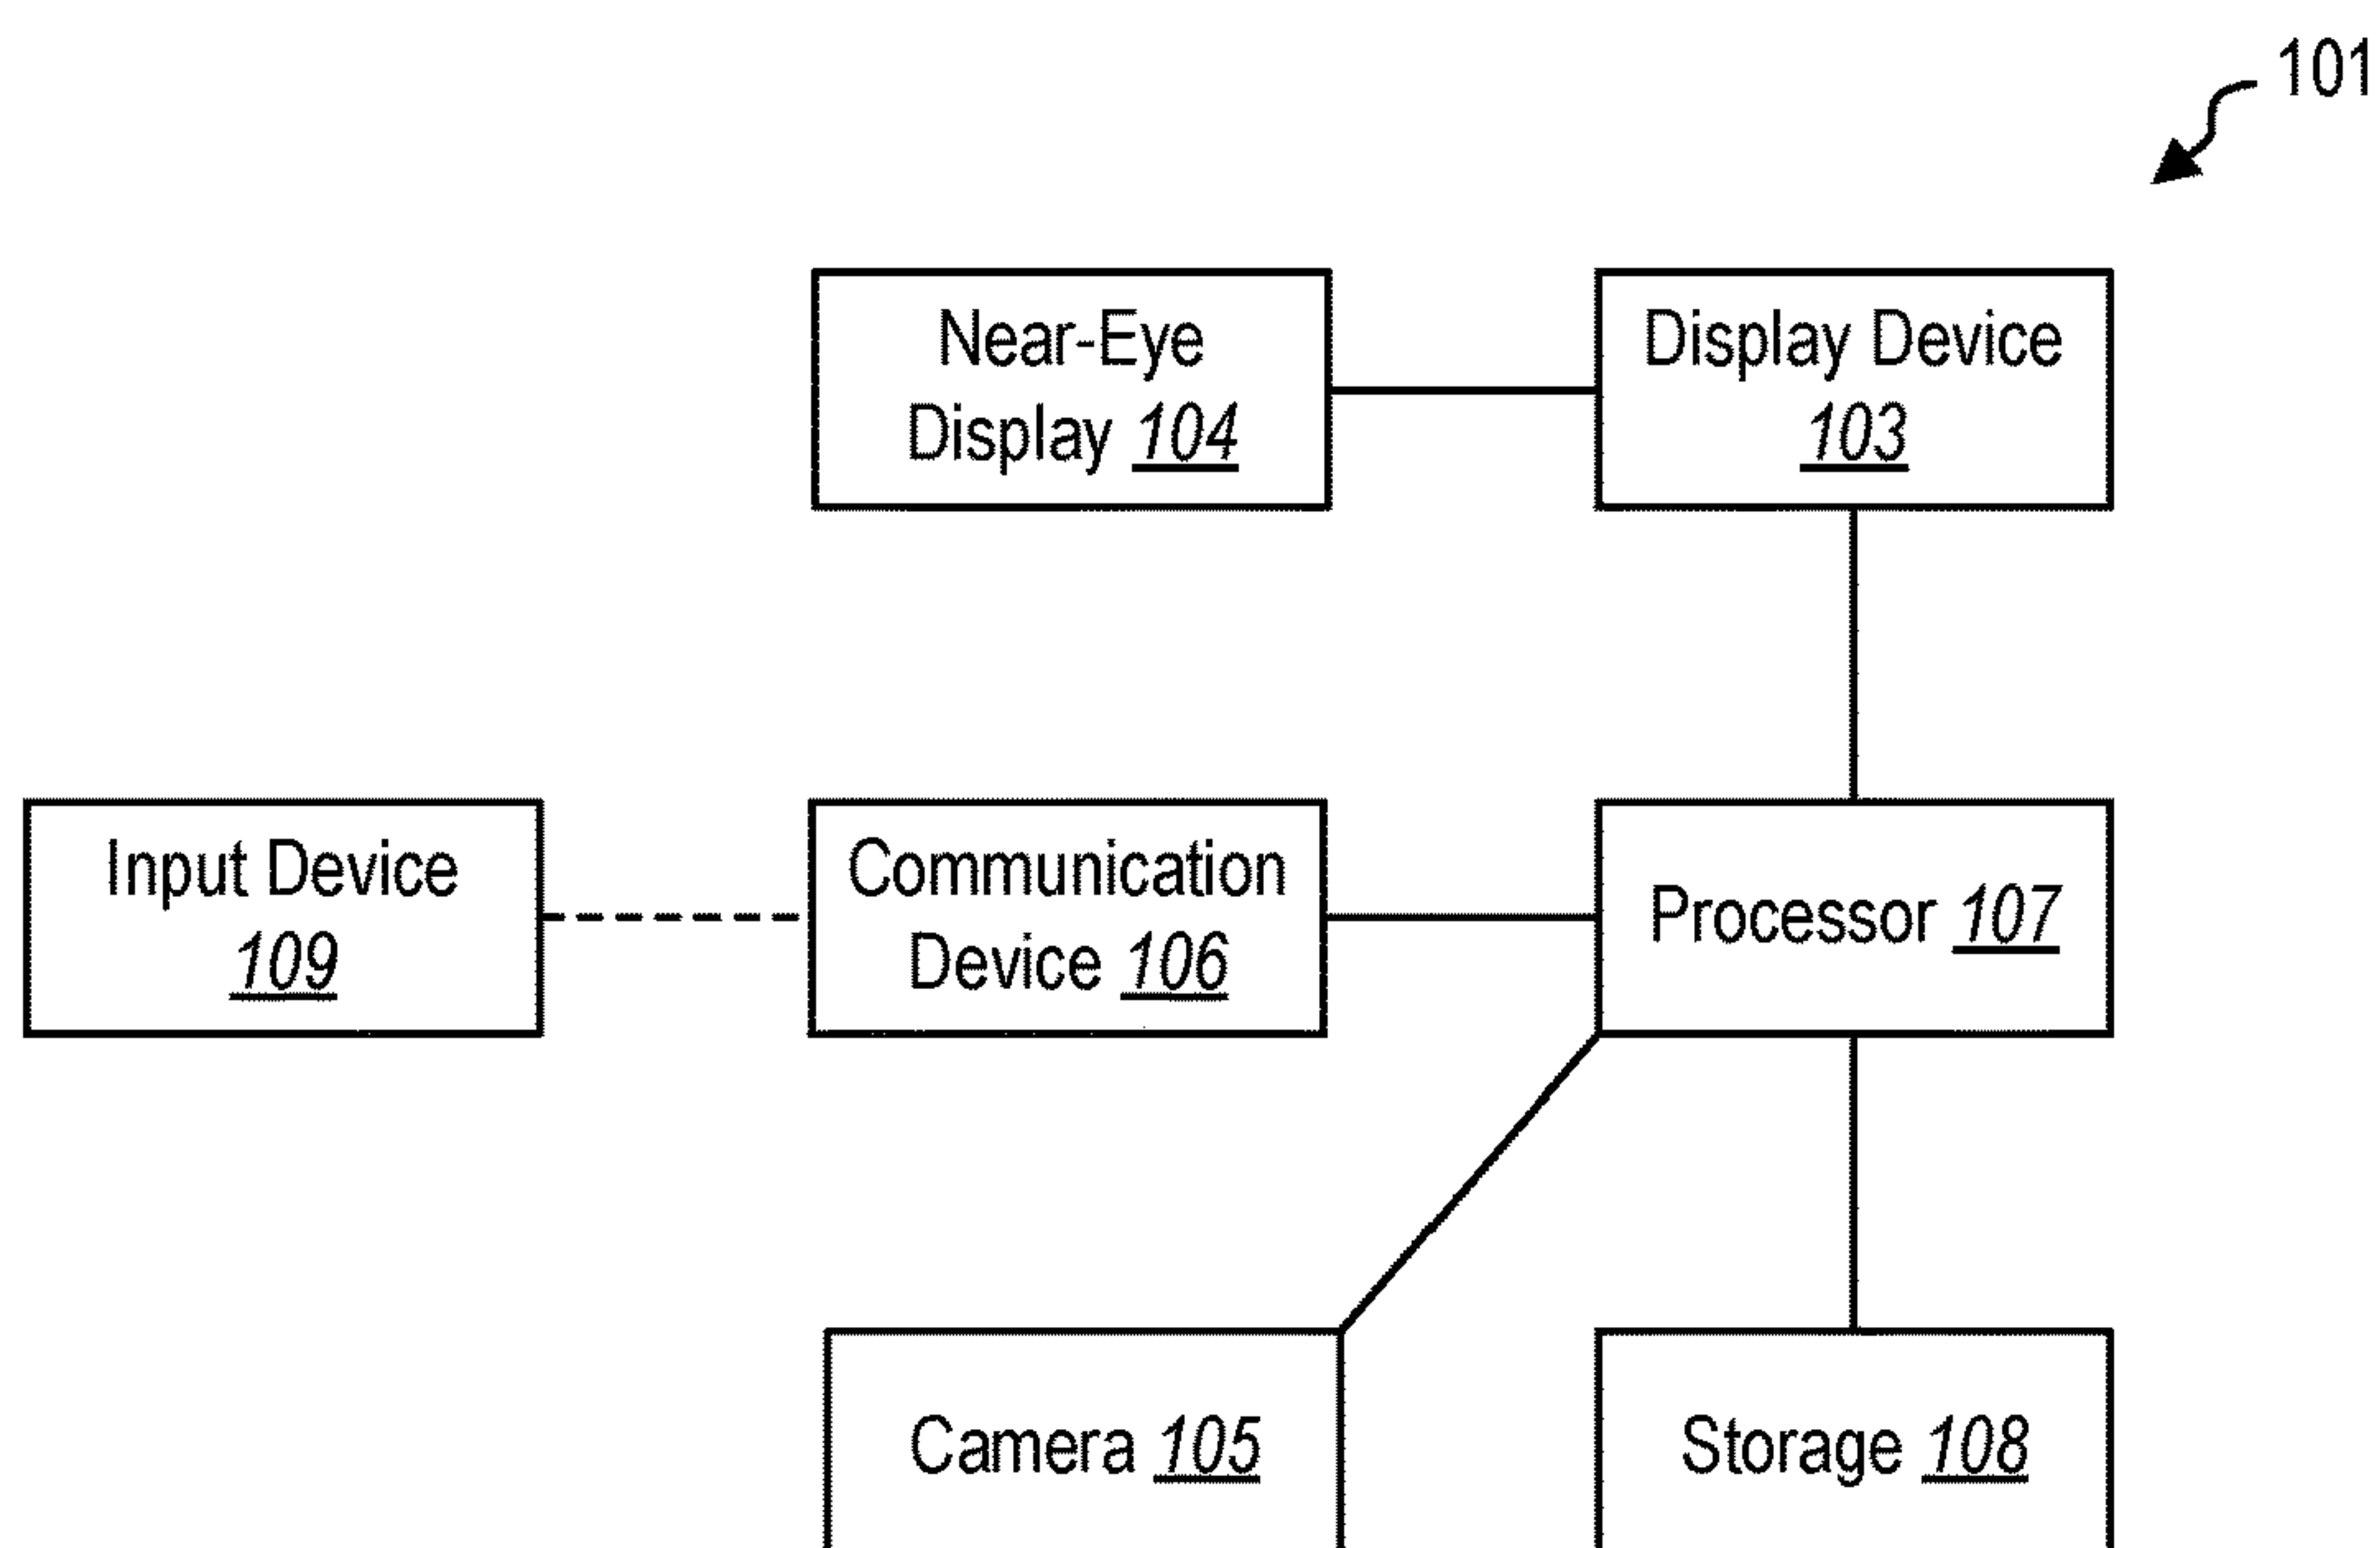 101
Near-Eye
Display 104
Display Device
103
Input Device
109
Communication
Device 106
Processor 107
Camera 105
Storage 108